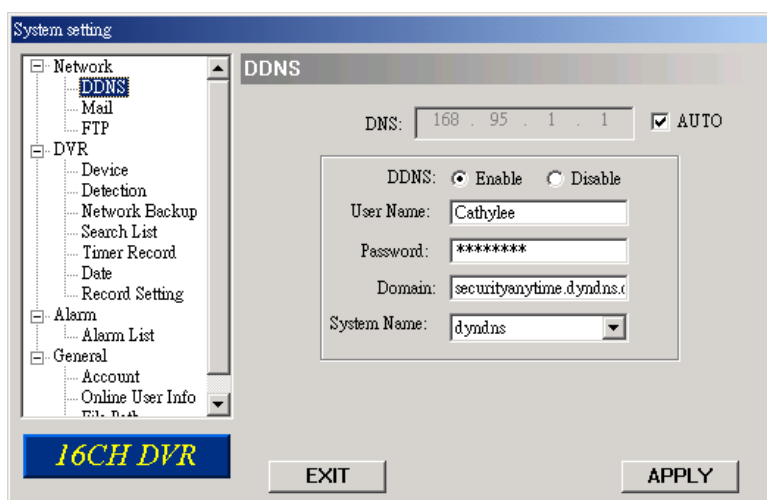 System setting
Network
DDNS
Mail
FTP
DVR
Device
Detection
Network Backup
Search List
Timer Record
Date
Record Setting
Alarm
Alarm List
General
Account
Online User Info
16CH DVR
DDNS
DNS: 168 . 95 . 1 . 1 AUTO
DDNS: Enable Disable
User Name: Cathylee
Password: ********
Domain: securityanytime.dyndns.
System Name: dyndns
EXIT APPLY